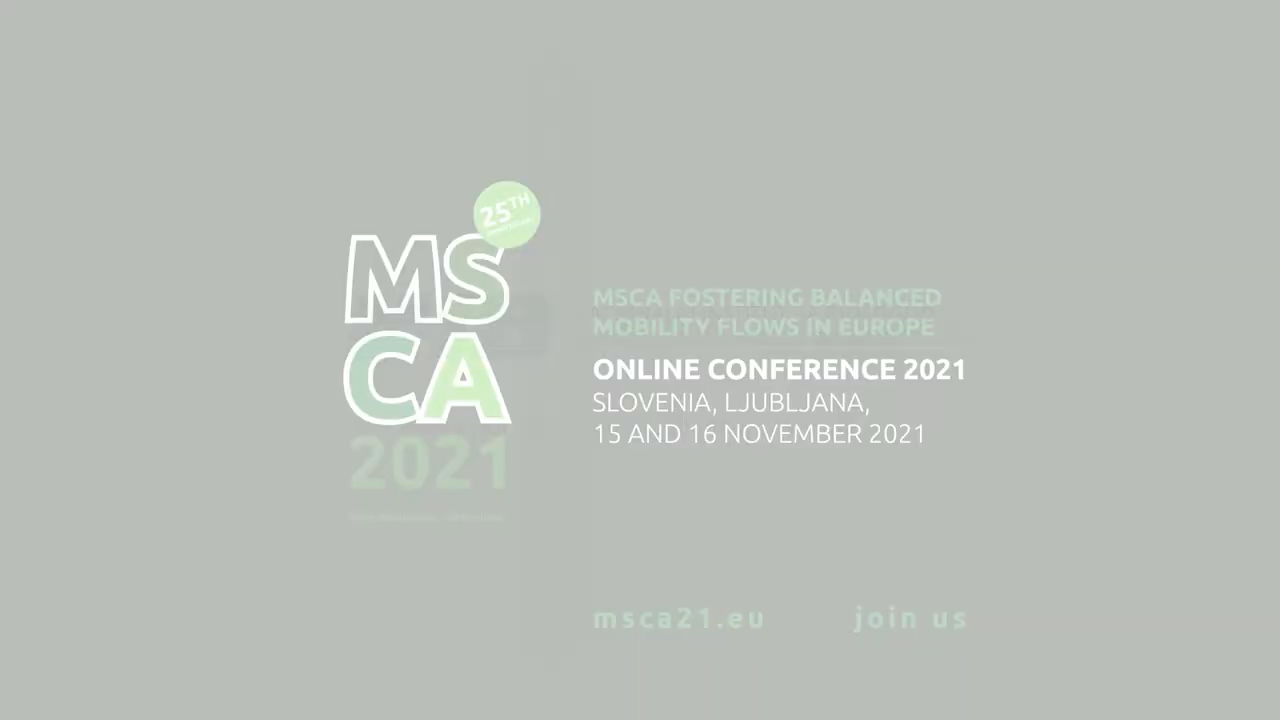 25TH
MS
CA
2021
MSCA FOSTERING BALANCED
MOBILITY FLOWS IN EUROPE
ONLINE CONFERENCE 2021
SLOVENIA, LJUBLJANA,
15 AND 16 NOVEMBER 2021
msca21.eu
join us